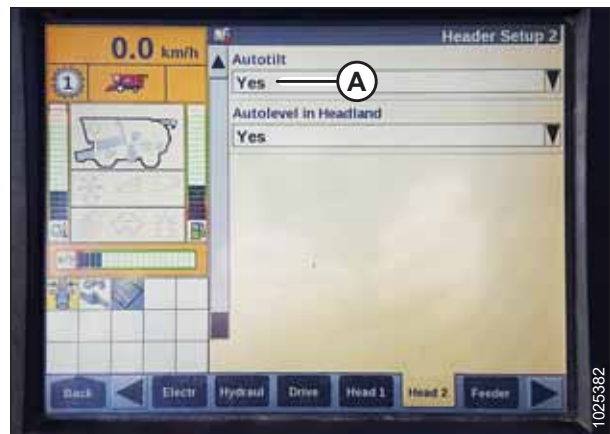 Header Setup 2
0.0 km/h
1
Autotilt
Yes
A
Autolevel in Headland
Yes
Back
Electr
Hydraul
Drive
Head 1
Head 2
Feeder
1025382